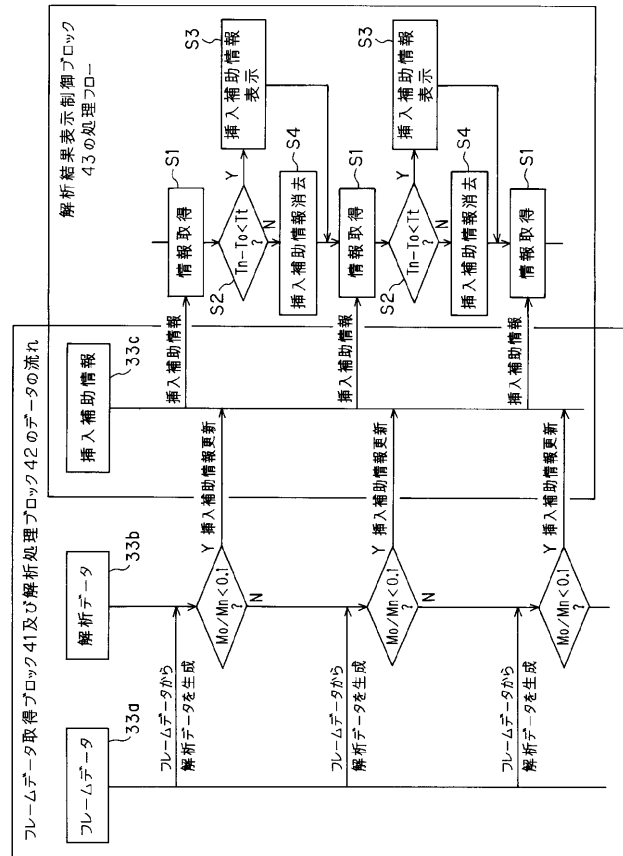 フレームデータ取得ブロック41及び解析処理ブロック42のデータの流れ
フレームデータ
33a
解析データ
33b
挿入補助情報
33c
解析結果表示制御ブロック
43の処理フロー
フレームデータから
解析データを生成
Mo/Mn<0.1
?
Y
挿入補助情報更新
N
挿入補助情報
情報取得
S1
Tn-To<Tt
?
S2
Y
N
挿入補助情報
表示
S3
挿入補助情報消去
S4
フレームデータから
解析データを生成
Mo/Mn<0.1
?
Y
挿入補助情報更新
N
挿入補助情報
情報取得
S1
Tn-To<Tt
?
S2
Y
N
挿入補助情報
表示
S3
挿入補助情報消去
S4
フレームデータから
解析データを生成
Mo/Mn<0.1
?
Y
挿入補助情報更新
挿入補助情報
情報取得
S1